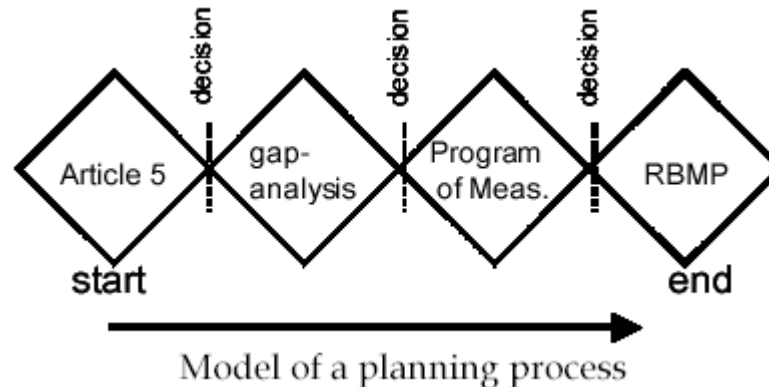 decision
decision
decision
Article 5
gap-
analysis
Program
of Meas.
RBMP
start
end
Model of a planning process